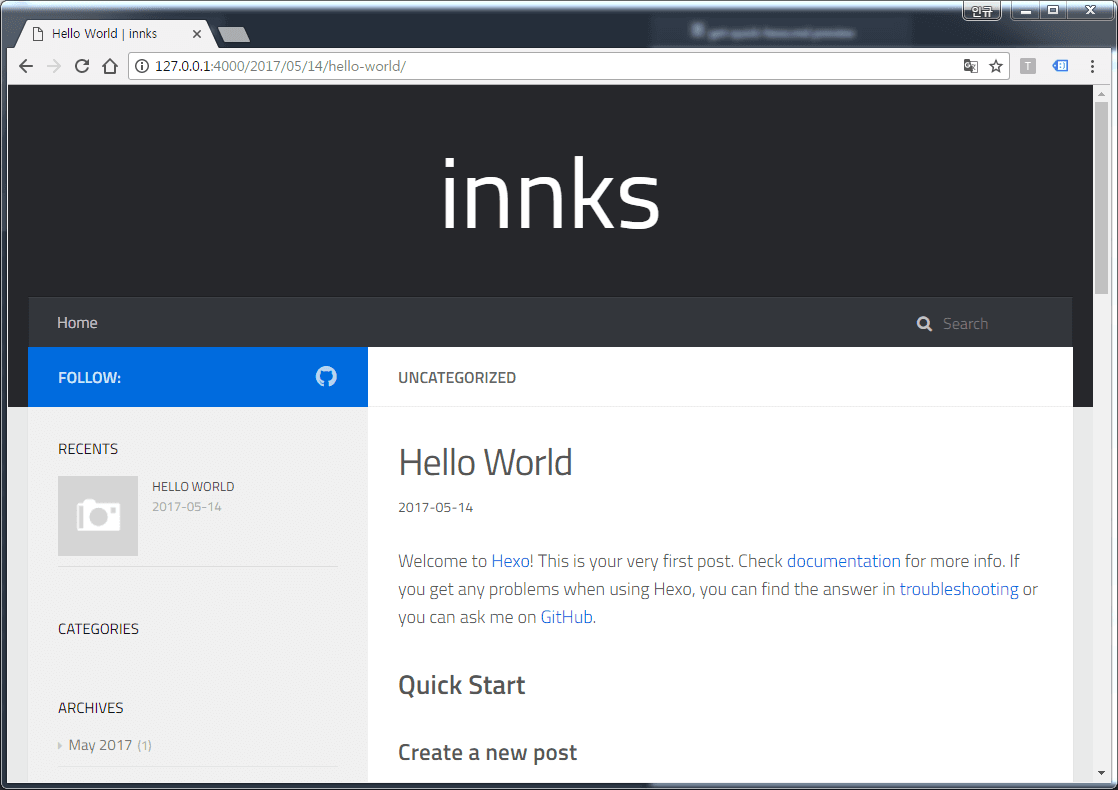 인규
Hello World | innks
127.0.0.1:4000/2017/05/14/hello-world/
T
innks
Home
Search
FOLLOW:
UNCATEGORIZED
RECENTS
HELLO WORLD
2017-05-14
CATEGORIES
ARCHIVES
May 2017 (1)
Hello World
2017-05-14
Welcome to Hexo! This is your very first post. Check documentation for more info. If
you get any problems when using Hexo, you can find the answer in troubleshooting or
you can ask me on GitHub.
Quick Start
Create a new post